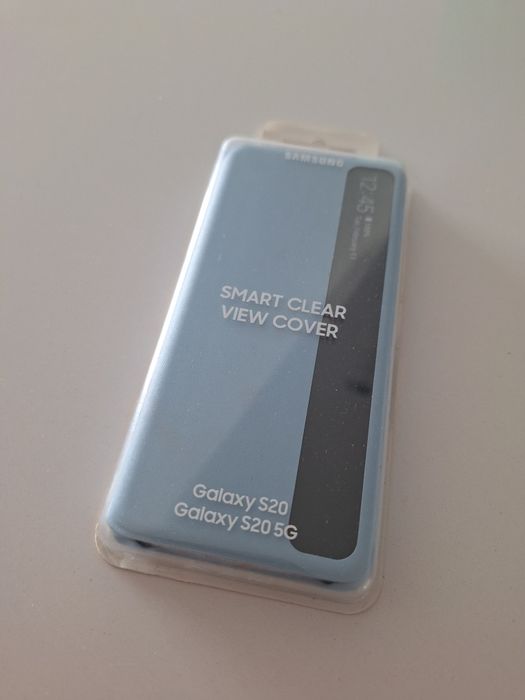 SAMSUNG
12:45
SMART CLEAR
VIEW COVER
Galaxy S20
Galaxy S20 5G